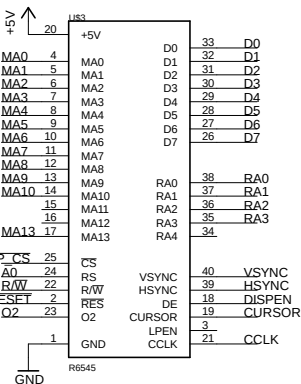 U$3
+5V 20 +5V
D0 33 D0
MA0 4 MA0 D1 32 D1
MA1 5 MA1 D2 31 D2
MA2 6 MA2 D3 30 D3
MA3 7 MA3 D4 29 D4
MA4 8 MA4 D5 28 D5
MA5 9 MA5 D6 27 D6
MA6 10 MA6 D7 26 D7
MA7 11 MA7
MA8 12 MA8
MA9 13 MA9 RA0 38 RA0
MA10 14 MA10 RA1 37 RA1
15 MA11 RA2 36 RA2
16 MA12 RA3 35 RA3
MA13 17 MA13 RA4 34
P_CS 25 CS
A0 24 RS VSYNC 40 VSYNC
R/W 22 R/W HSYNC 39 HSYNC
ESET 2 RES DE 18 DISPEN
O2 23 O2 CURSOR 19 CURSOR
LPEN 3
1 GND CCLK 21 CCLK
R6545
GND